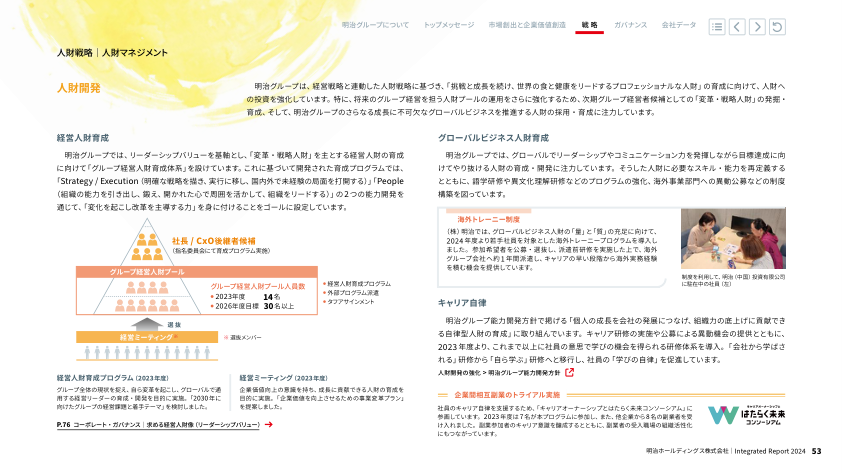 明治グループについて トップメッセージ 市場創出と企業価値創造 戦略 ガバナンス 会社データ
人財戦略｜人財マネジメント
人財開発
明治グループは、経営戦略と連動した人財戦略に基づき、「挑戦と成長を続け、世界の食と健康をリードするプロフェッショナルな人財」の育成に向けて、人財へ
の投資を強化しています。特に、将来のグループ経営を担う人財プールの運用をさらに強化するため、次期グループ経営者候補としての「変革・戦略人財」の発掘・
育成、そして、明治グループのさらなる成長に不可欠なグローバルビジネスを推進する人財の採用・育成に注力しています。
経営人財育成
明治グループでは、リーダーシップバリューを基軸とし、「変革・戦略人財」を主とする経営人財の育成
に向けて「グループ経営人財育成体系」を設けています。これに基づいて開発された育成プログラムでは、
「Strategy / Execution（明確な戦略を描き、実行に移し、国内外で未経験の局面を打開する）」「People
（組織の能力を引き出し、鍛え、開かれた心で周囲を活かして、組織をリードする）」の2つの能力開発を
通じて、「変化を起こし改革を主導する力」を身に付けることをゴールに設定しています。
社長 / CxO後継者候補
（指名委員会にて育成プログラム実施）
グループ経営人財プール
グループ経営人財プール人員数
● 2023年度 14名
● 2026年度目標 30名以上
● 経営人財育成プログラム
● 外部プログラム派遣
● タフアサインメント
選抜
経営ミーティング※
※ 選抜メンバー
経営人財育成プログラム（2023年度）
グループ全体の現状を捉え、自ら変革を起こし、グローバルで通
用する経営リーダーの育成・開発を目的に実施。「2030年に
向けたグループの経営課題と着手テーマ」を検討しました。
経営ミーティング（2023年度）
企業価値向上の意識を持ち、成長に貢献できる人財の育成を
目的に実施。「企業価値を向上させるための事業変革プラン」
を提案しました。
P.76 コーポレート・ガバナンス｜求める経営人財像（リーダーシップバリュー）
グローバルビジネス人財育成
明治グループでは、グローバルでリーダーシップやコミュニケーション力を発揮しながら目標達成に向
けてやり抜ける人財の育成・開発に注力しています。そうした人財に必要なスキル・能力を再定義する
とともに、語学研修や異文化理解研修などのプログラムの強化、海外事業部門への異動公募などの制度
構築を図っています。
海外トレーニー制度
（株）明治では、グローバルビジネス人財の「量」と「質」の充足に向けて、
2024年度より若手社員を対象とした海外トレーニープログラムを導入し
ました。参加希望者を公募・選抜し、派遣前研修を実施した上で、海外
グループ会社へ約1年間派遣し、キャリアの早い段階から海外実務経験
を積む機会を提供しています。
制度を利用して、明治（中国）投資有限公司
に駐在中の社員（左）
キャリア自律
明治グループ能力開発方針で掲げる「個人の成長を会社の発展につなげ、組織力の底上げに貢献でき
る自律型人財の育成」に取り組んでいます。キャリア研修の実施や公募による異動機会の提供とともに、
2023年度より、これまで以上に社員の意思で学びの機会を得られる研修体系を導入。「会社から学ばさ
れる」研修から「自ら学ぶ」研修へと移行し、社員の「学びの自律」を促進しています。
人財開発の強化 > 明治グループ能力開発方針
企業間相互副業のトライアル実施
社員のキャリア自律を支援するため、「キャリアオーナーシップとはたらく未来コンソーシアム」に
参画しています。2023年度は7名が本プログラムに参加し、また、他企業から8名の副業者を受
け入れました。副業参加者のキャリア意識を醸成するとともに、副業者の受入職場の組織活性化
にもつながっています。
キャリアオーナーシップと
はたらく未来
コンソーシアム
明治ホールディングス株式会社｜Integrated Report 2024 53